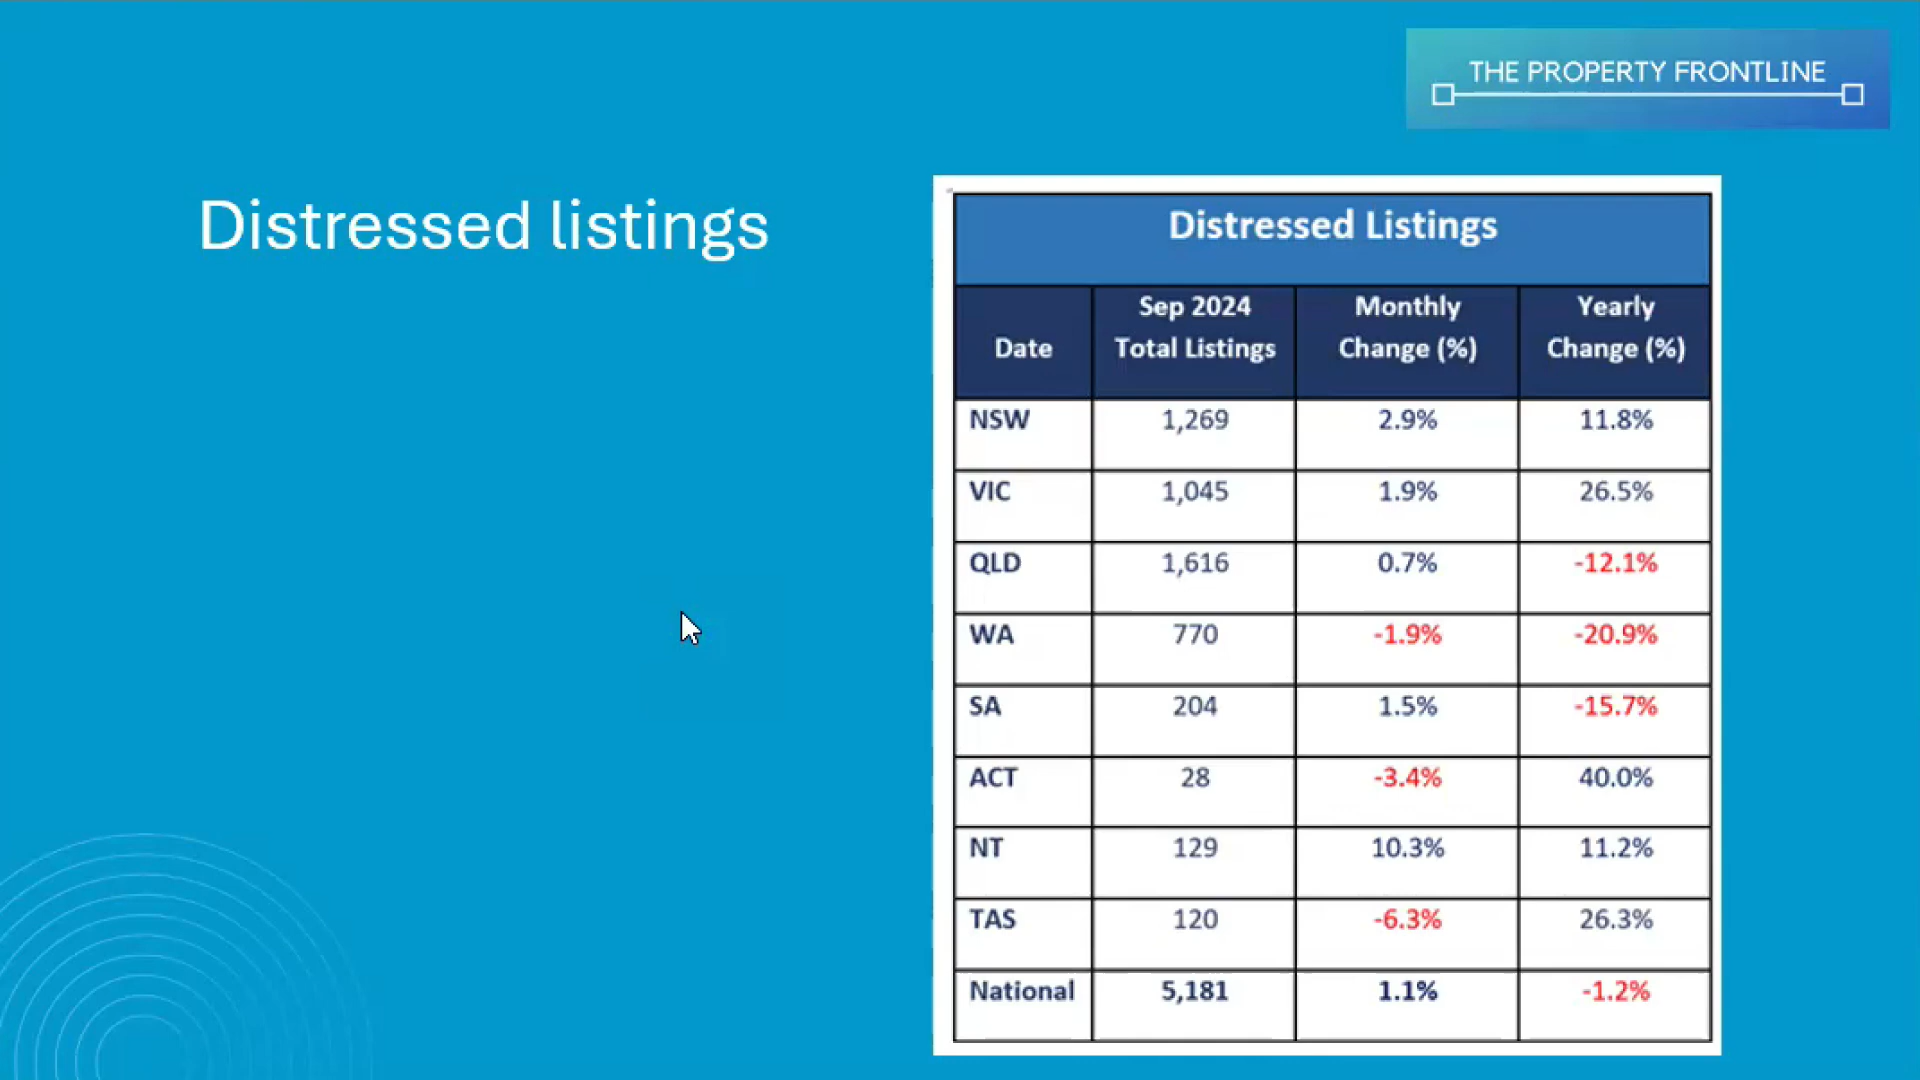 THE PROPERTY FRONTLINE
Distressed listings
Distressed Listings
Date Sep 2024 Total Listings Monthly Change (%) Yearly Change (%)
NSW 1,269 2.9% 11.8%
VIC 1,045 1.9% 26.5%
QLD 1,616 0.7% -12.1%
WA 770 -1.9% -20.9%
SA 204 1.5% -15.7%
ACT 28 -3.4% 40.0%
NT 129 10.3% 11.2%
TAS 120 -6.3% 26.3%
National 5,181 1.1% -1.2%